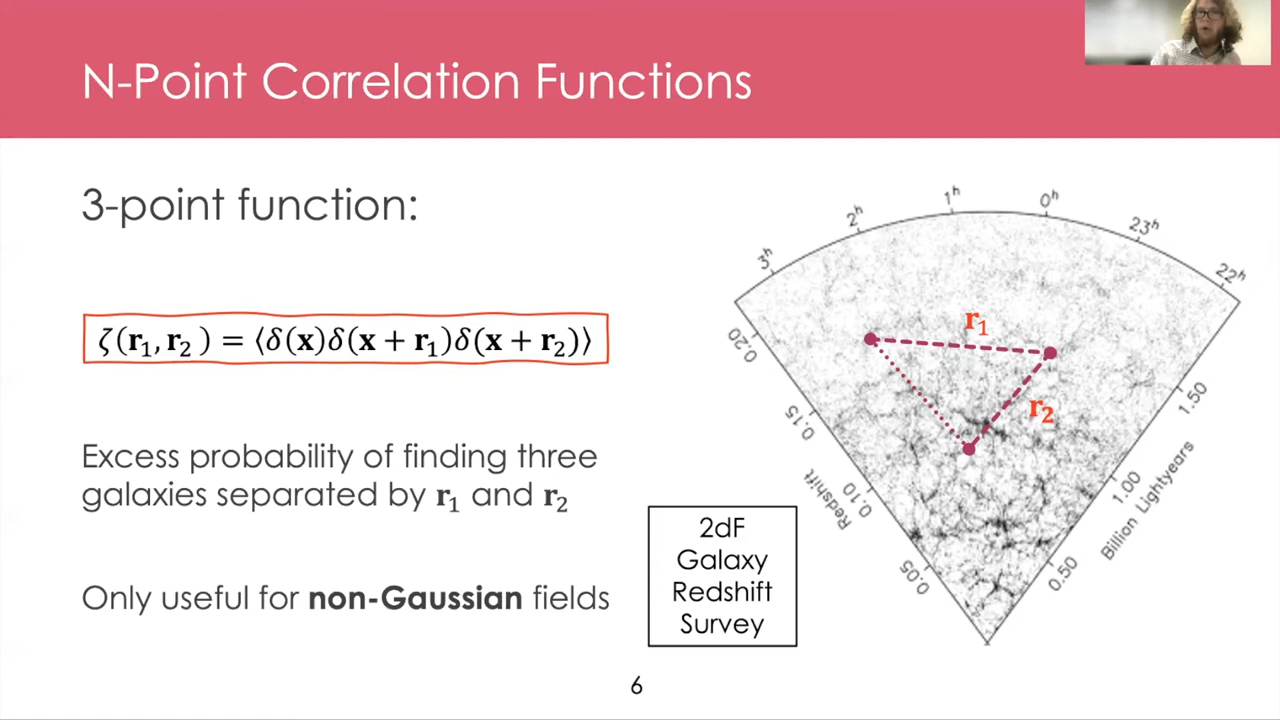 N-Point Correlation Functions
3-point function:
ζ(r₁, r₂ ) = ⟨δ(x)δ(x + r₁)δ(x + r₂)⟩
Excess probability of finding three
galaxies separated by r₁ and r₂
Only useful for non-Gaussian fields
2dF
Galaxy
Redshift
Survey
3ʰ
2ʰ
1ʰ
0ʰ
23ʰ
22ʰ
r₁
r₂
0.20
0.15
0.10
0.05
Redshift
1.50
1.00
0.50
Billion Lightyears
6